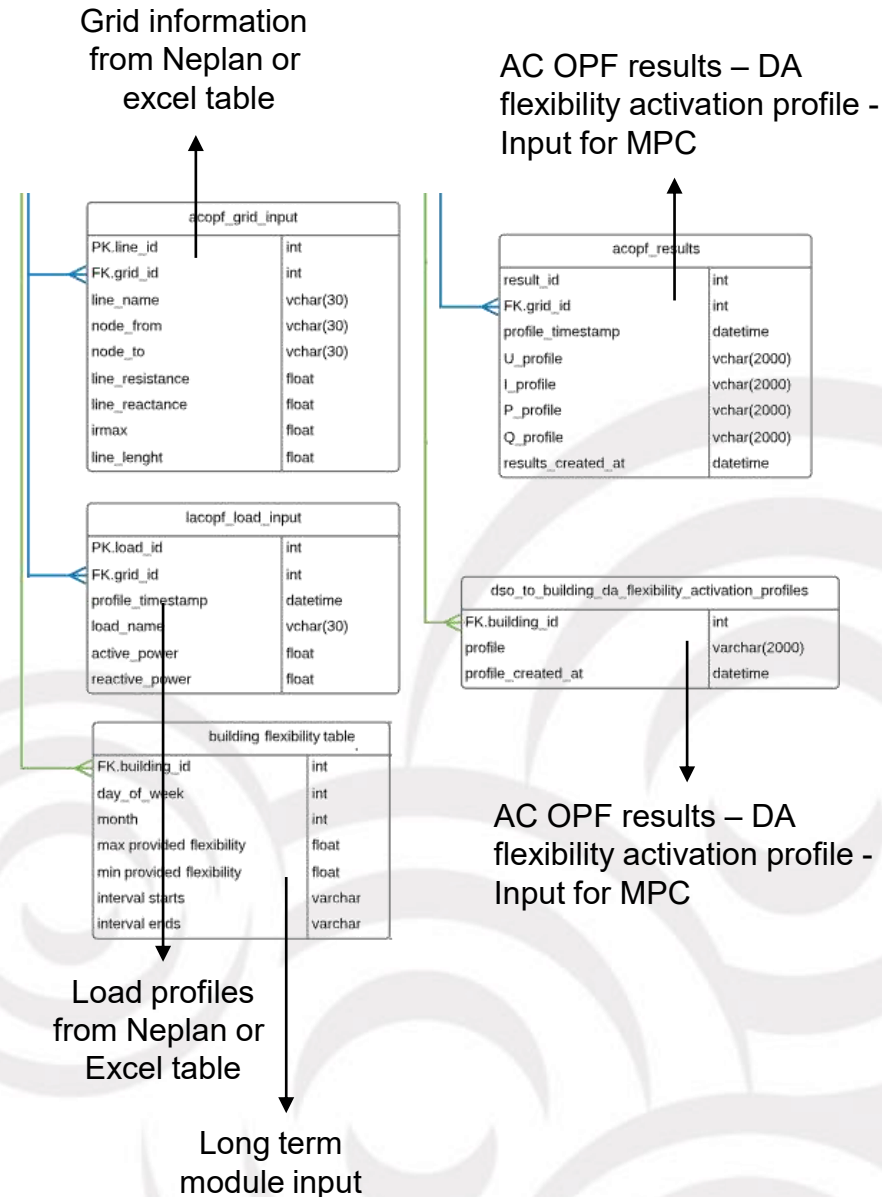 Grid information
from Neplan or
excel table
AC OPF results – DA
flexibility activation profile -
Input for MPC
acopf_grid_input
PK.line_id int
FK.grid_id int
line_name vchar(30)
node_from vchar(30)
node_to vchar(30)
line_resistance float
line_reactance float
irmax float
line_lenght float
acopf_results
result_id int
FK.grid_id int
profile_timestamp datetime
U_profile vchar(2000)
I_profile vchar(2000)
P_profile vchar(2000)
Q_profile vchar(2000)
results_created_at datetime
lacopf_load_input
PK.load_id int
FK.grid_id int
profile_timestamp datetime
load_name vchar(30)
active_power float
reactive_power float
dso_to_building_da_flexibility_activation_profiles
FK.building_id int
profile varchar(2000)
profile_created_at datetime
building flexibility table
FK.building_id int
day_of_week int
month int
max provided flexibility float
min provided flexibility float
interval starts varchar
interval ends varchar
AC OPF results – DA
flexibility activation profile -
Input for MPC
Load profiles
from Neplan or
Excel table
Long term
module input